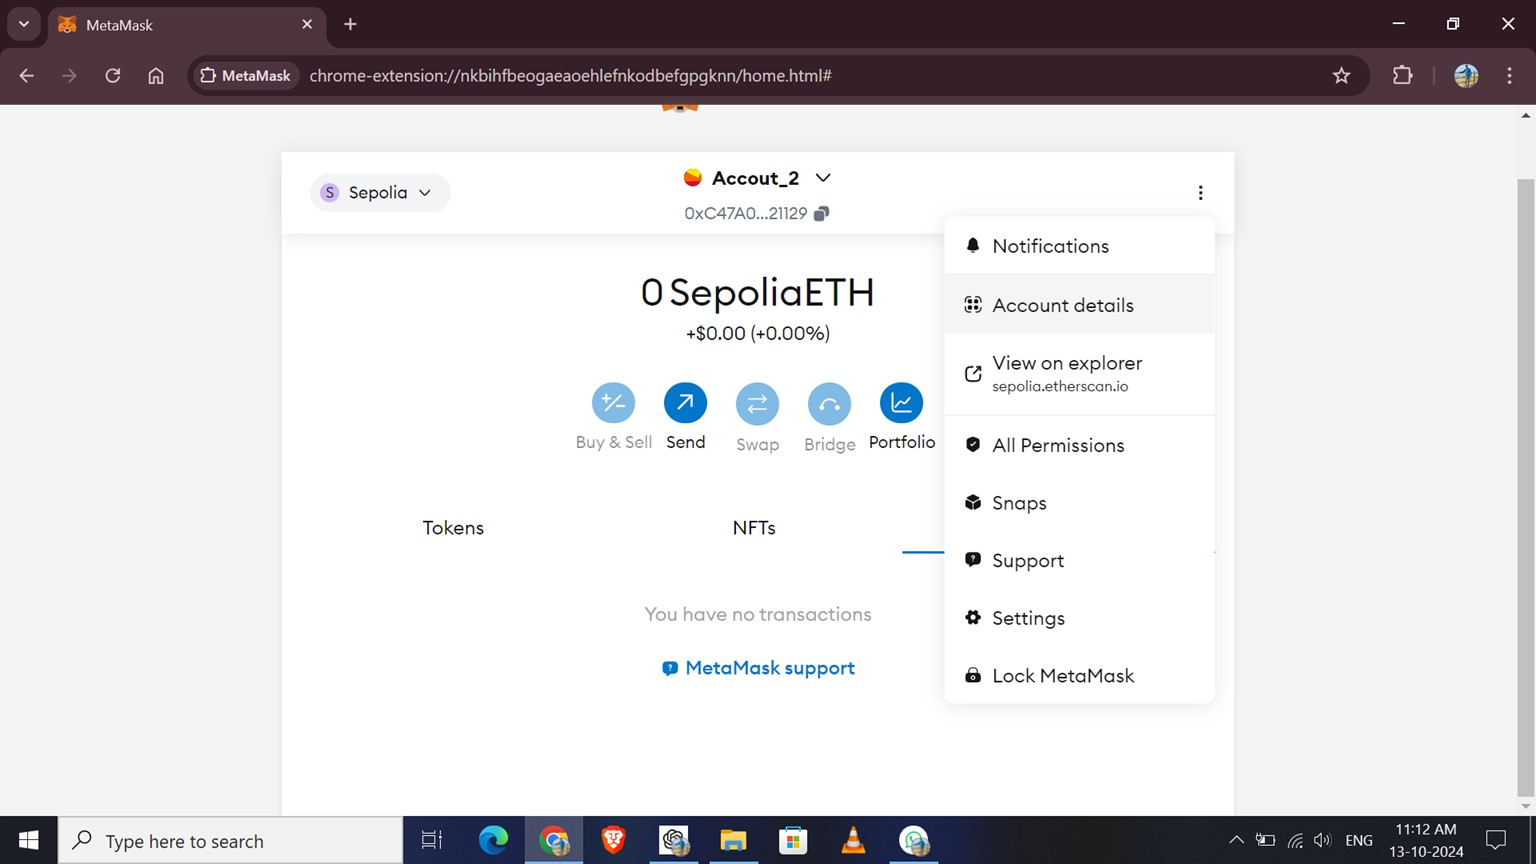 MetaMask
MetaMask
chrome-extension://nkbihfbeogaeaoehlefnkodbefgpgknn/home.html#
S Sepolia
Accout_2
0xC47A0...21129
Notifications
Account details
View on explorer
sepolia.etherscan.io
All Permissions
Snaps
Support
Settings
Lock MetaMask
0 SepoliaETH
+$0.00 (+0.00%)
Buy & Sell
Send
Swap
Bridge
Portfolio
Tokens
NFTs
You have no transactions
MetaMask support
Type here to search
ENG
11:12 AM
13-10-2024